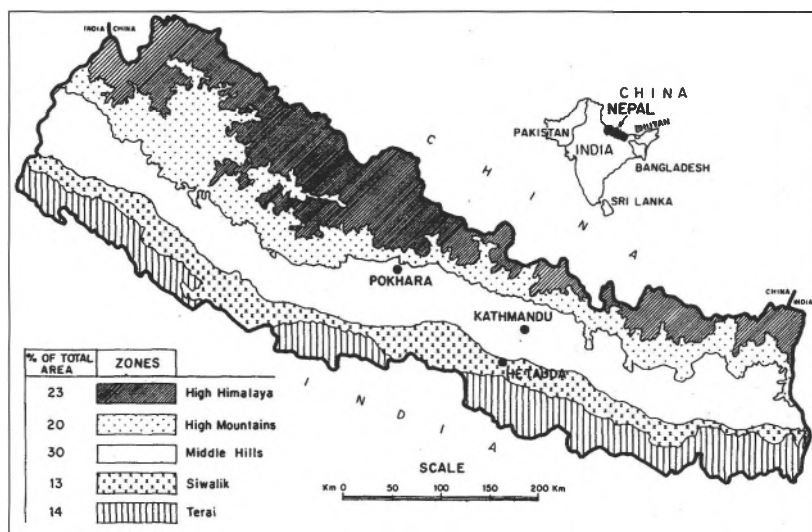 INDIA CHINA
CHINA
NEPAL
BHUTAN
PAKISTAN
INDIA
BANGLADESH
SRI LANKA
CHINA
POKHARA
KATHMANDU
HETAUDA
CHINA
INDIA
INDIA
% OF TOTAL AREA ZONES
23 High Himalaya
20 High Mountains
30 Middle Hills
13 Siwalik
14 Terai
SCALE
Km 0 50 100 150 200 Km